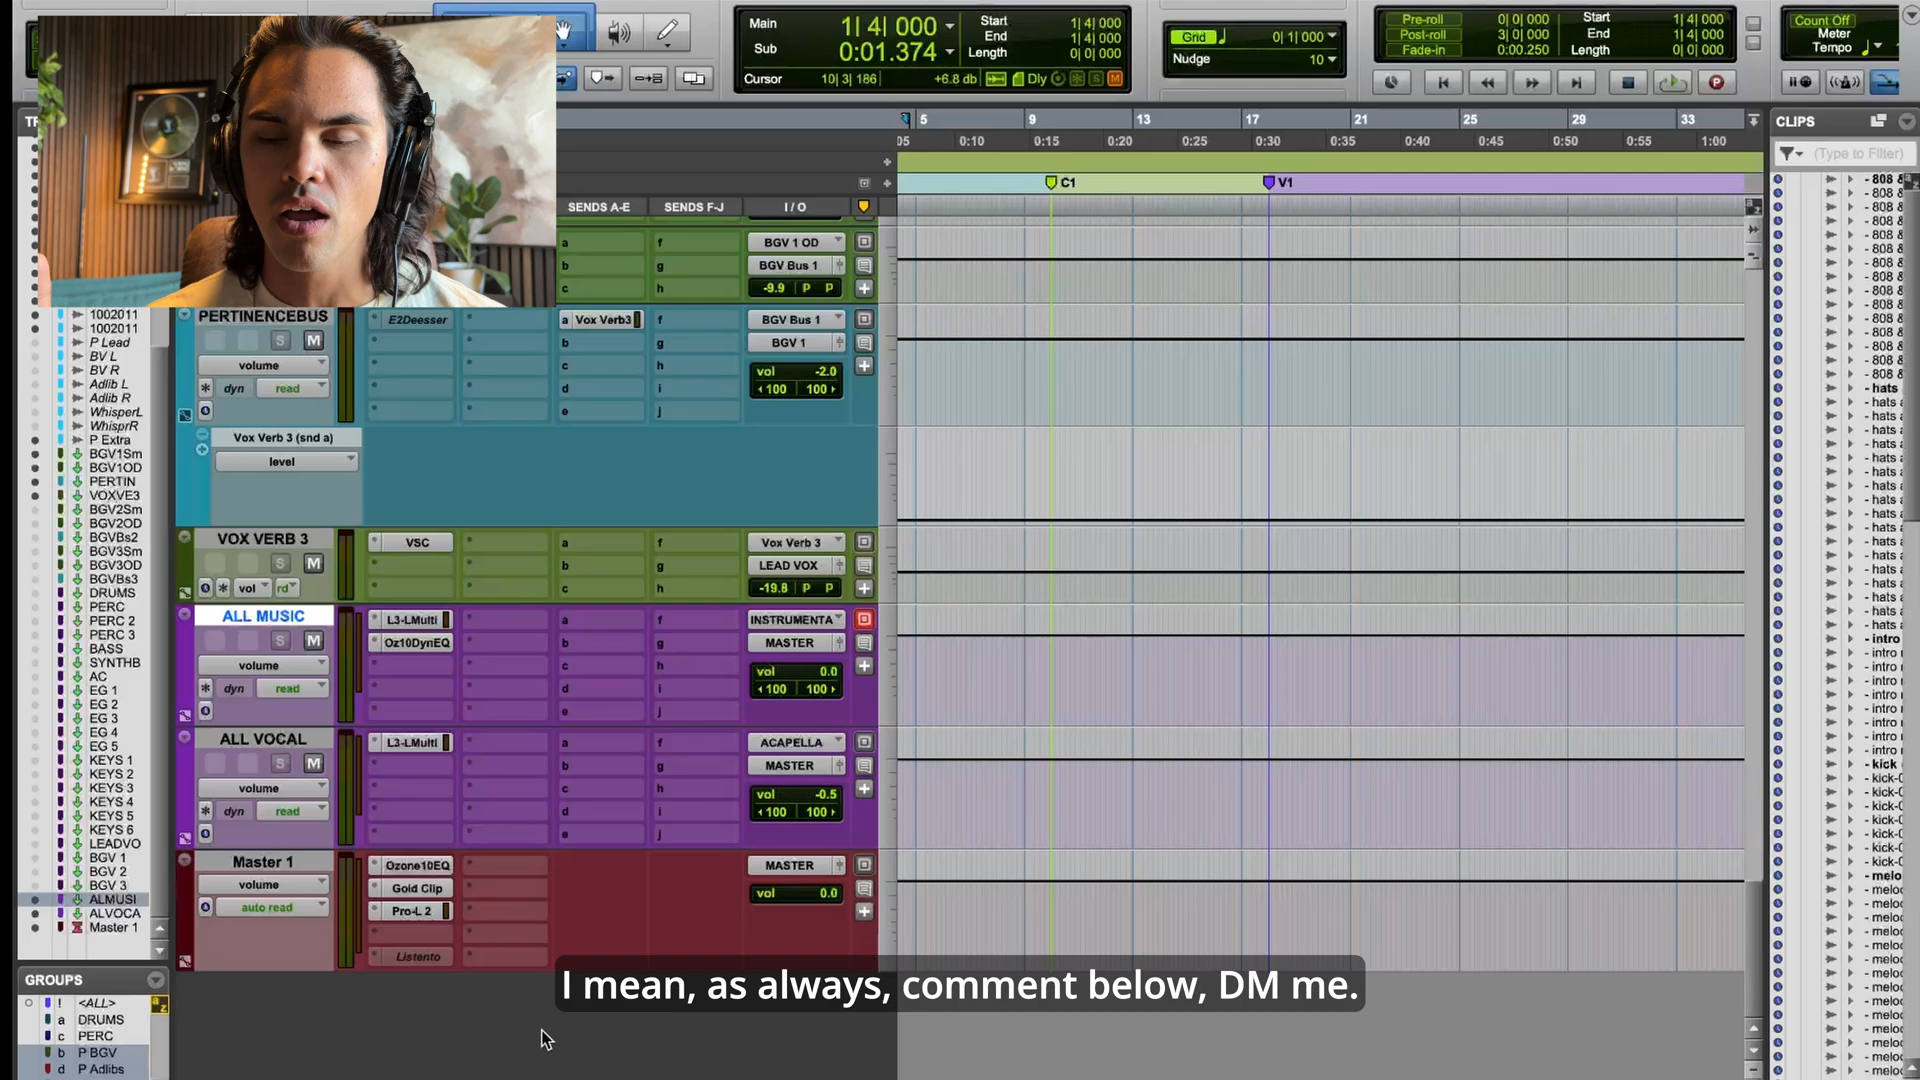 Main
1| 4| 000
Start
1| 4| 000
End
1| 4| 000
Sub
0:01.374
Length
0| 0| 000
Cursor
10| 3| 186
+6.8 db
Dly
Grid
0| 1| 000
Nudge
10
Pre-roll
0| 0| 000
Start
1| 4| 000
Post-roll
3| 0| 000
End
1| 4| 000
Fade-in
0:00.250
Length
0| 0| 000
Count Off
Meter
Tempo
5 9 13 17 21 25 29 33
0:10 0:15 0:20 0:25 0:30 0:35 0:40 0:45 0:50 0:55 1:00
C1
V1
CLIPS
(Type to Filter)
SENDS A-E
SENDS F-J
I / O
a
f
BGV 1 OD
b
g
BGV Bus 1
c
h
-9.9 P P
PERTINENCEBUS
E2Deesser
a Vox Verb3
f
BGV Bus 1
S M
b
g
BGV 1
volume
c
h
vol -2.0
dyn read
d
i
100 100
e
j
Vox Verb 3 (snd a)
level
VOX VERB 3
VSC
a
f
Vox Verb 3
S M
b
g
LEAD VOX
vol rd
c
h
-19.8 P P
ALL MUSIC
L3-LMulti
a
f
INSTRUMENTA
S M
Oz10DynEQ
b
g
MASTER
volume
c
h
vol 0.0
dyn read
d
i
100 100
e
j
ALL VOCAL
L3-LMulti
a
f
ACAPELLA
S M
b
g
MASTER
volume
c
h
vol -0.5
dyn read
d
i
100 100
e
j
Master 1
Ozone10EQ
MASTER
volume
Gold Clip
vol 0.0
auto read
Pro-L 2
Listento
1002011
1002011
P Lead
BV L
BV R
Adlib L
Adlib R
WhisperL
WhisprR
P Extra
BGV1Sm
BGV1OD
PERTIN
VOXVE3
BGV2Sm
BGV2OD
BGVBs2
BGV3Sm
BGV3OD
BGVBs3
DRUMS
PERC
PERC 2
PERC 3
BASS
SYNTHB
AC
EG 1
EG 2
EG 3
EG 4
EG 5
KEYS 1
KEYS 2
KEYS 3
KEYS 4
KEYS 5
KEYS 6
LEADVO
BGV 1
BGV 2
BGV 3
ALMUSI
ALVOCA
Master 1
GROUPS
! <ALL>
a DRUMS
c PERC
b P BGV
d P Adlibs
I mean, as always, comment below, DM me.